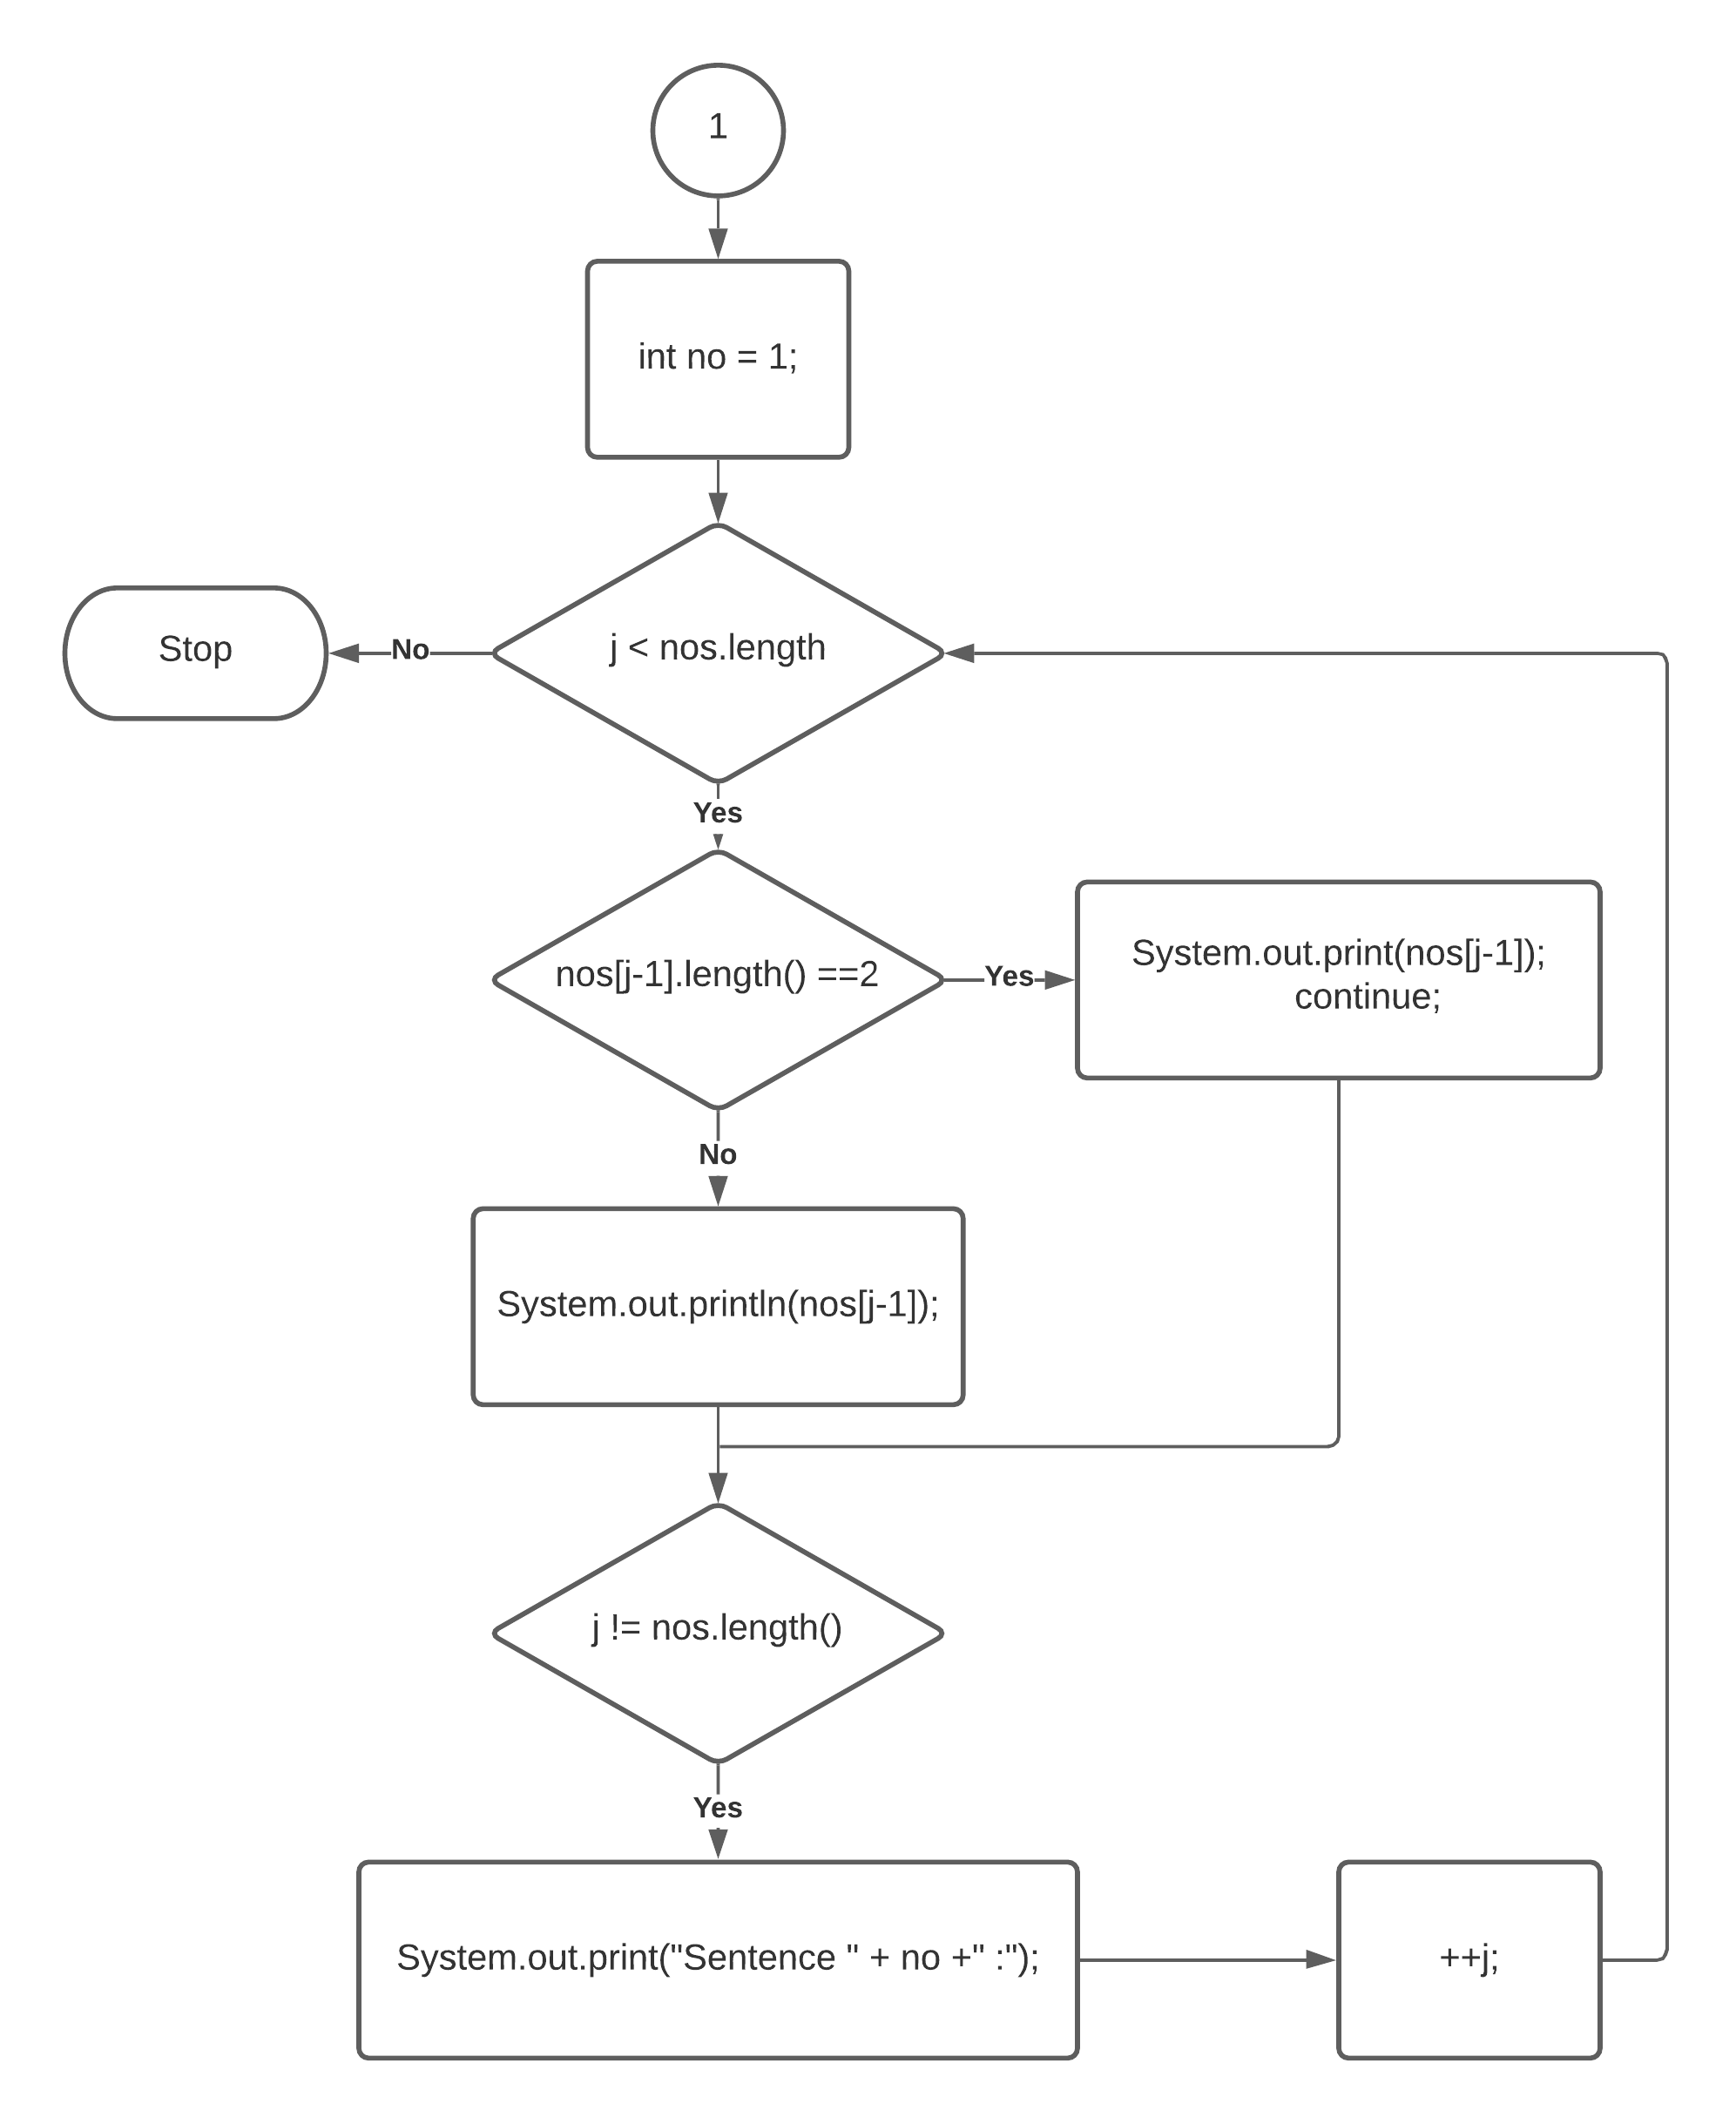 1
int no = 1;
j < nos.length
No
Stop
Yes
nos[j-1].length() ==2
Yes
System.out.print(nos[j-1]);
continue;
No
System.out.println(nos[j-1]);
j != nos.length()
Yes
System.out.print("Sentence " + no +" :");
++j;